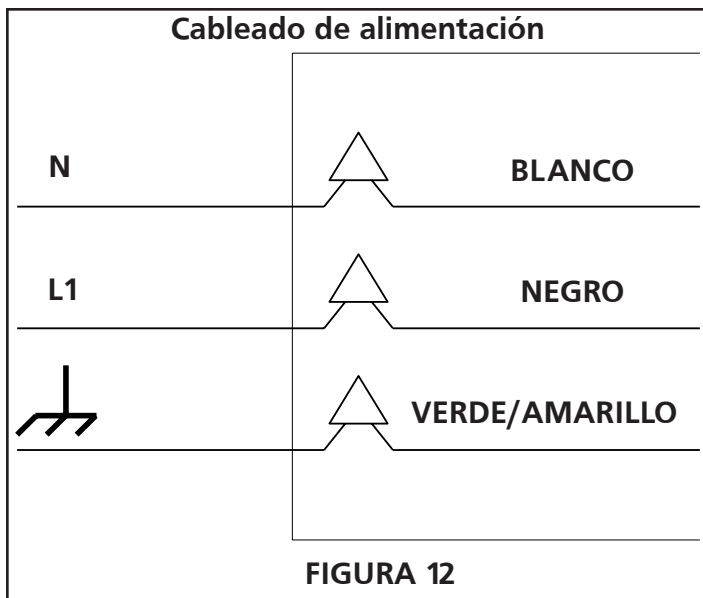 Cableado de alimentación
N
BLANCO
L1
NEGRO
VERDE/AMARILLO
FIGURA 12